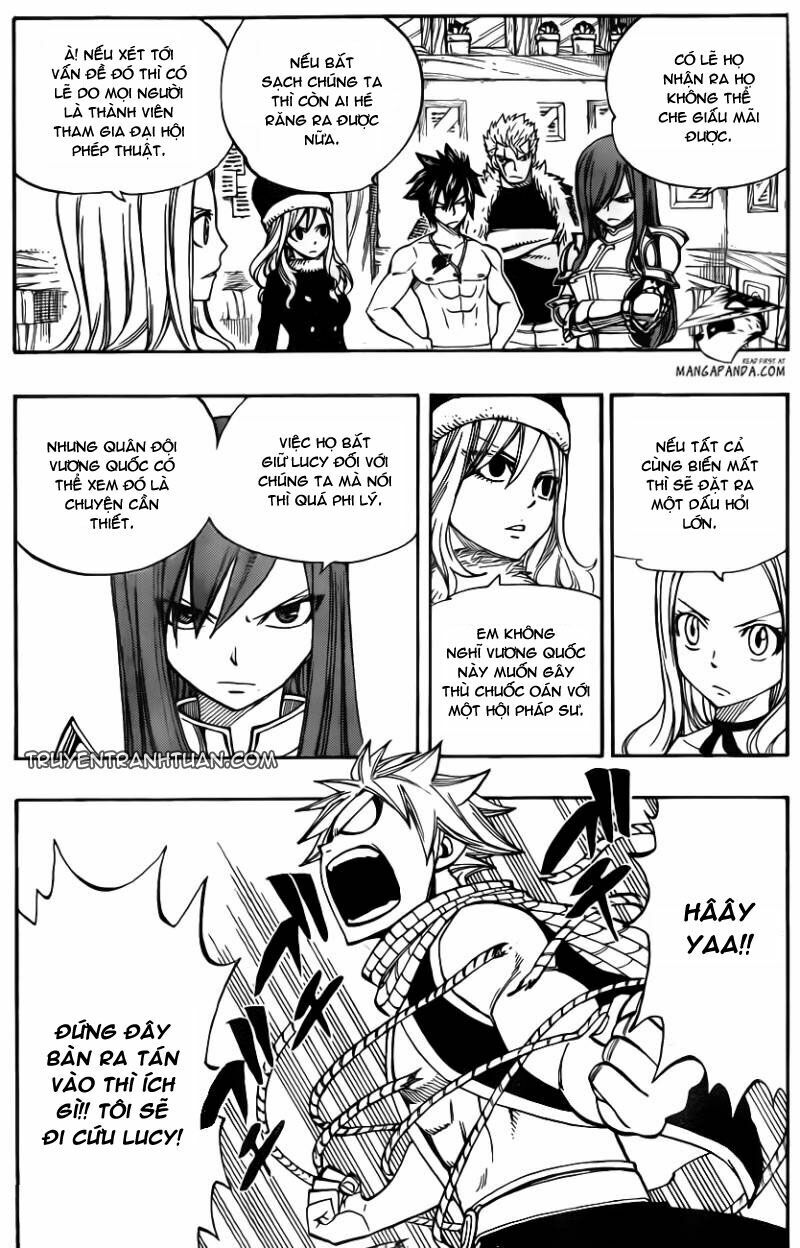 CÓ LẼ HỌ
NHẬN RA HỌ
KHÔNG THỂ
CHE GIẤU MÃI
ĐƯỢC.
NẾU BẤT
SẠCH CHÚNG TA
THÌ CÒN AI HÉ
RĂNG RA ĐƯỢC
NỮA.
À! NẾU XÉT TỚI
VẤN ĐỀ ĐÓ THÌ CÓ
LẼ DO MỌI NGƯỜI
LÀ THÀNH VIÊN
THAM GIA ĐẠI HỘI
PHÉP THUẬT.
READ FIRST AT
MANGAPANDA.COM
NẾU TẤT CẢ
CÙNG BIẾN MẤT
THÌ SẼ ĐẶT RA
MỘT DẤU HỎI
LỚN.
EM KHÔNG
NGHĨ VƯƠNG QUỐC
NÀY MUỐN GÂY
THÙ CHUỐC OÁN VỚI
MỘT HỘI PHÁP SƯ.
VIỆC HỌ BẮT
GIỮ LUCY ĐỐI VỚI
CHÚNG TA MÀ NÓI
THÌ QUÁ PHI LÝ.
NHƯNG QUÂN ĐỘI
VƯƠNG QUỐC CÓ
THỂ XEM ĐÓ LÀ
CHUYỆN CẦN
THIẾT.
TRUYENTRANHTUAN.COM
HÂÂY
YAA!!
ĐỨNG ĐÂY
BÀN RA TÁN
VÀO THÌ ÍCH
GÌ!! TÔI SẼ
ĐI CỨU LUCY!